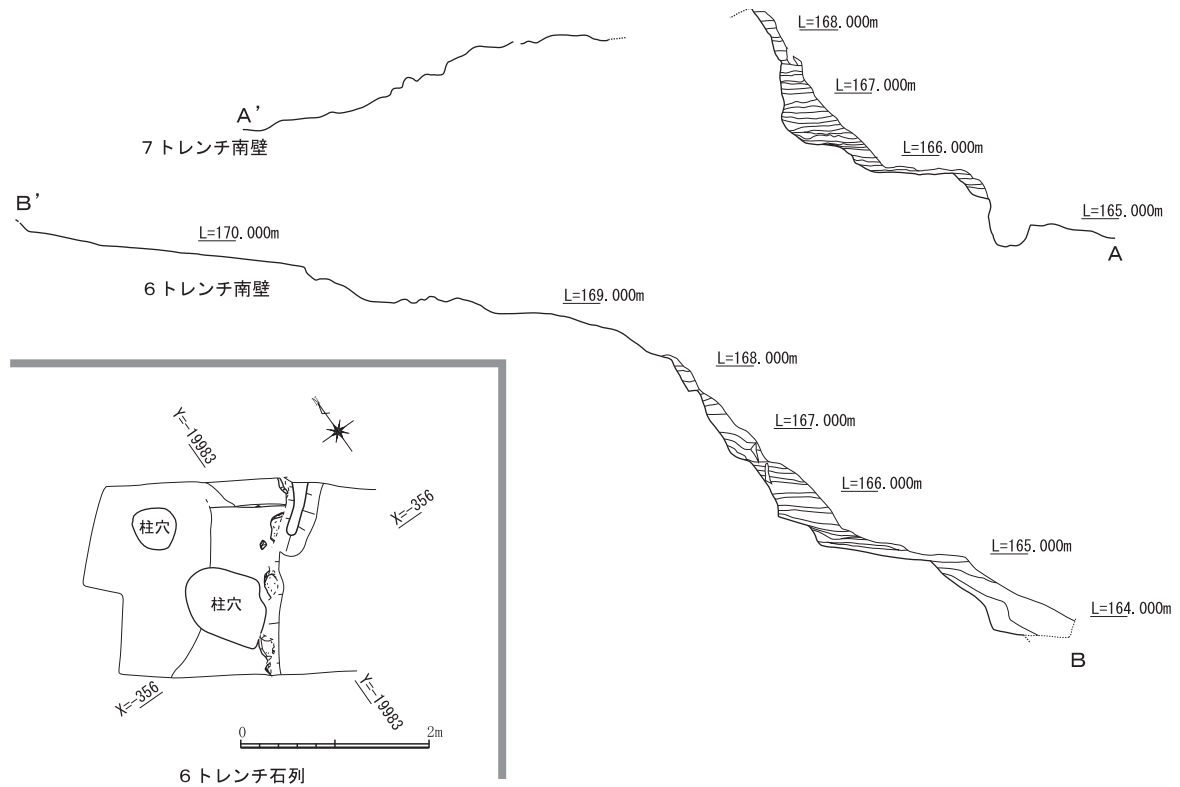 L=168.000m
L=167.000m
A'
7トレンチ南壁
L=166.000m
B'
L=165.000m
A
L=170.000m
6トレンチ南壁
L=169.000m
L=168.000m
L=167.000m
L=166.000m
L=165.000m
L=164.000m
B
Y=-19983
X=-356
柱穴
柱穴
X=-356
Y=-19983
0 2m
6トレンチ石列